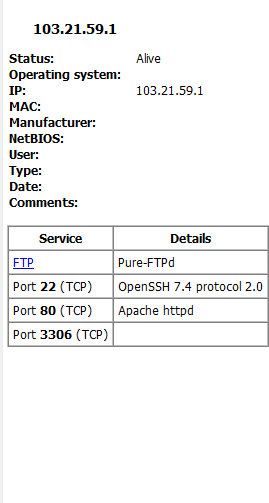 103.21.59.1
Status: Alive
Operating system:
IP: 103.21.59.1
MAC:
Manufacturer:
NetBIOS:
User:
Type:
Date:
Comments:
Service Details
FTP Pure-FTPd
Port 22 (TCP) OpenSSH 7.4 protocol 2.0
Port 80 (TCP) Apache httpd
Port 3306 (TCP)